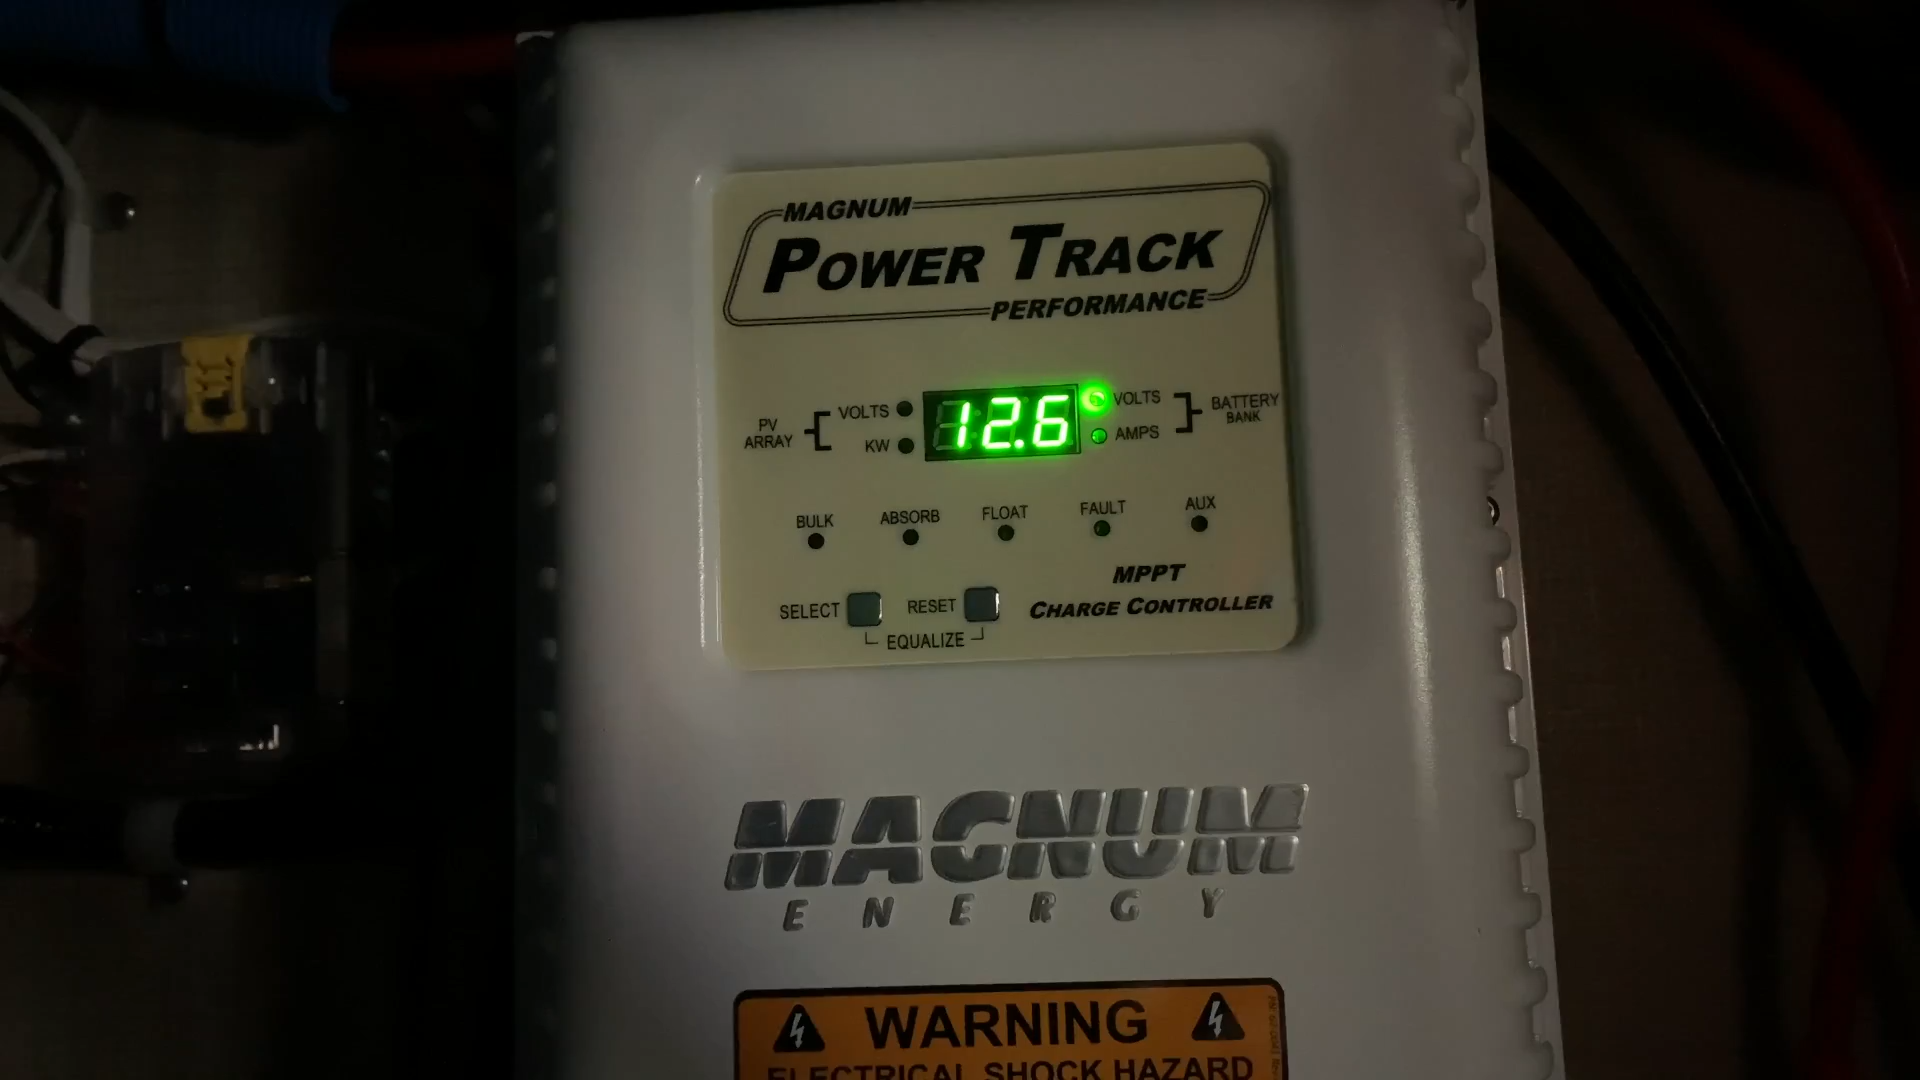 MAGNUM
POWER TRACK
PERFORMANCE
PV
ARRAY
VOLTS
KW
12.6
VOLTS
AMPS
BATTERY
BANK
BULK
ABSORB
FLOAT
FAULT
AUX
SELECT
RESET
EQUALIZE
MPPT
CHARGE CONTROLLER
MAGNUM
ENERGY
WARNING
ELECTRICAL SHOCK HAZARD